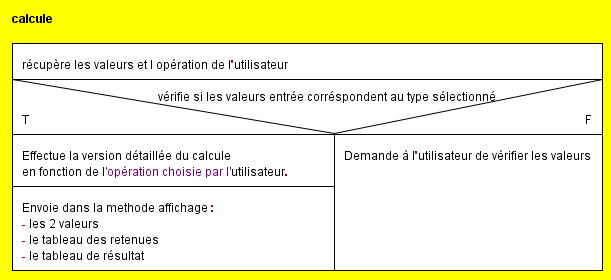 calcule
récupère les valeurs et l opération de l'utilisateur
vérifie si les valeurs entrée corréspondent au type sélectionné
T
F
Effectue la version détaillée du calcule
en fonction de l'opération choisie par l'utilisateur.
Demande à l'utilisateur de vérifier les valeurs
Envoie dans la methode affichage :
- les 2 valeurs
- le tableau des retenues
- le tableau de résultat